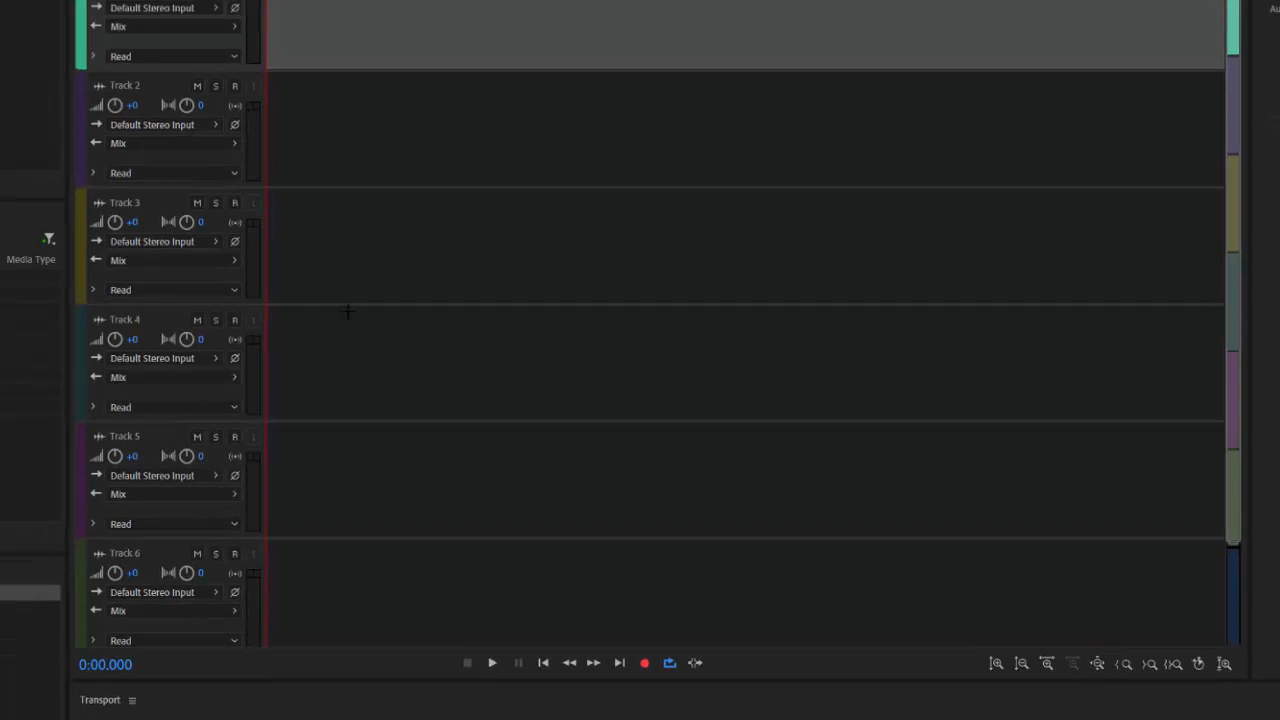 Default Stereo Input
Mix
Read
Track 2
M S R I
+0 0
Default Stereo Input
Mix
Read
Media Type
Track 3
M S R I
+0 0
Default Stereo Input
Mix
Read
Track 4
M S R I
+0 0
Default Stereo Input
Mix
Read
Track 5
M S R I
+0 0
Default Stereo Input
Mix
Read
Track 6
M S R I
+0 0
Default Stereo Input
Mix
Read
0:00.000
Transport